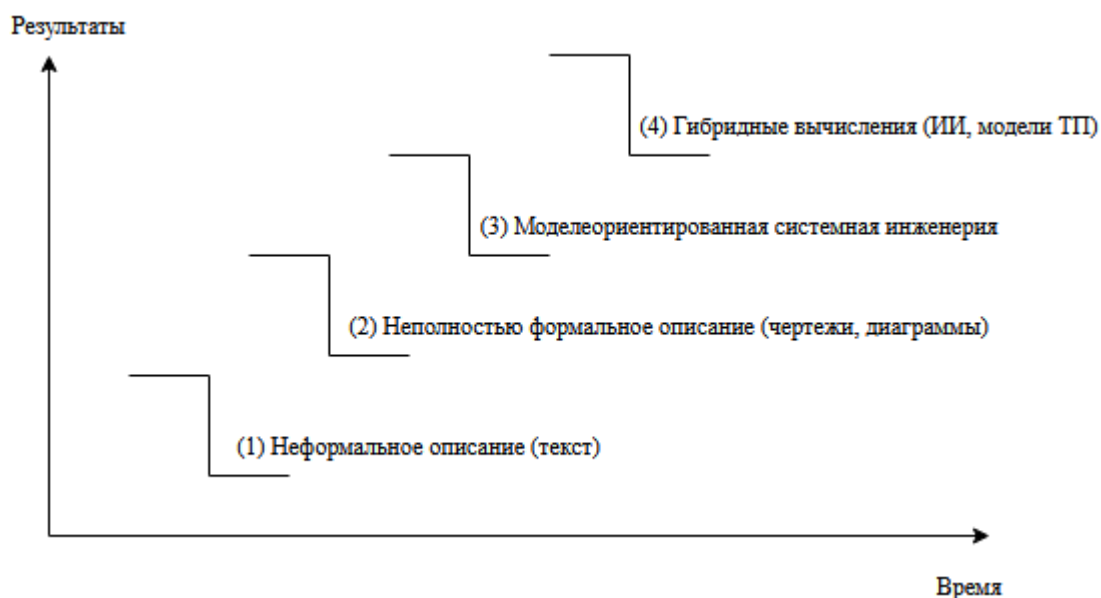 Результаты
(4) Гибридные вычисления (ИИ, модели ТП)
(3) Моделеориентированная системная инженерия
(2) Неполностью формальное описание (чертежи, диаграммы)
(1) Неформальное описание (текст)
Время